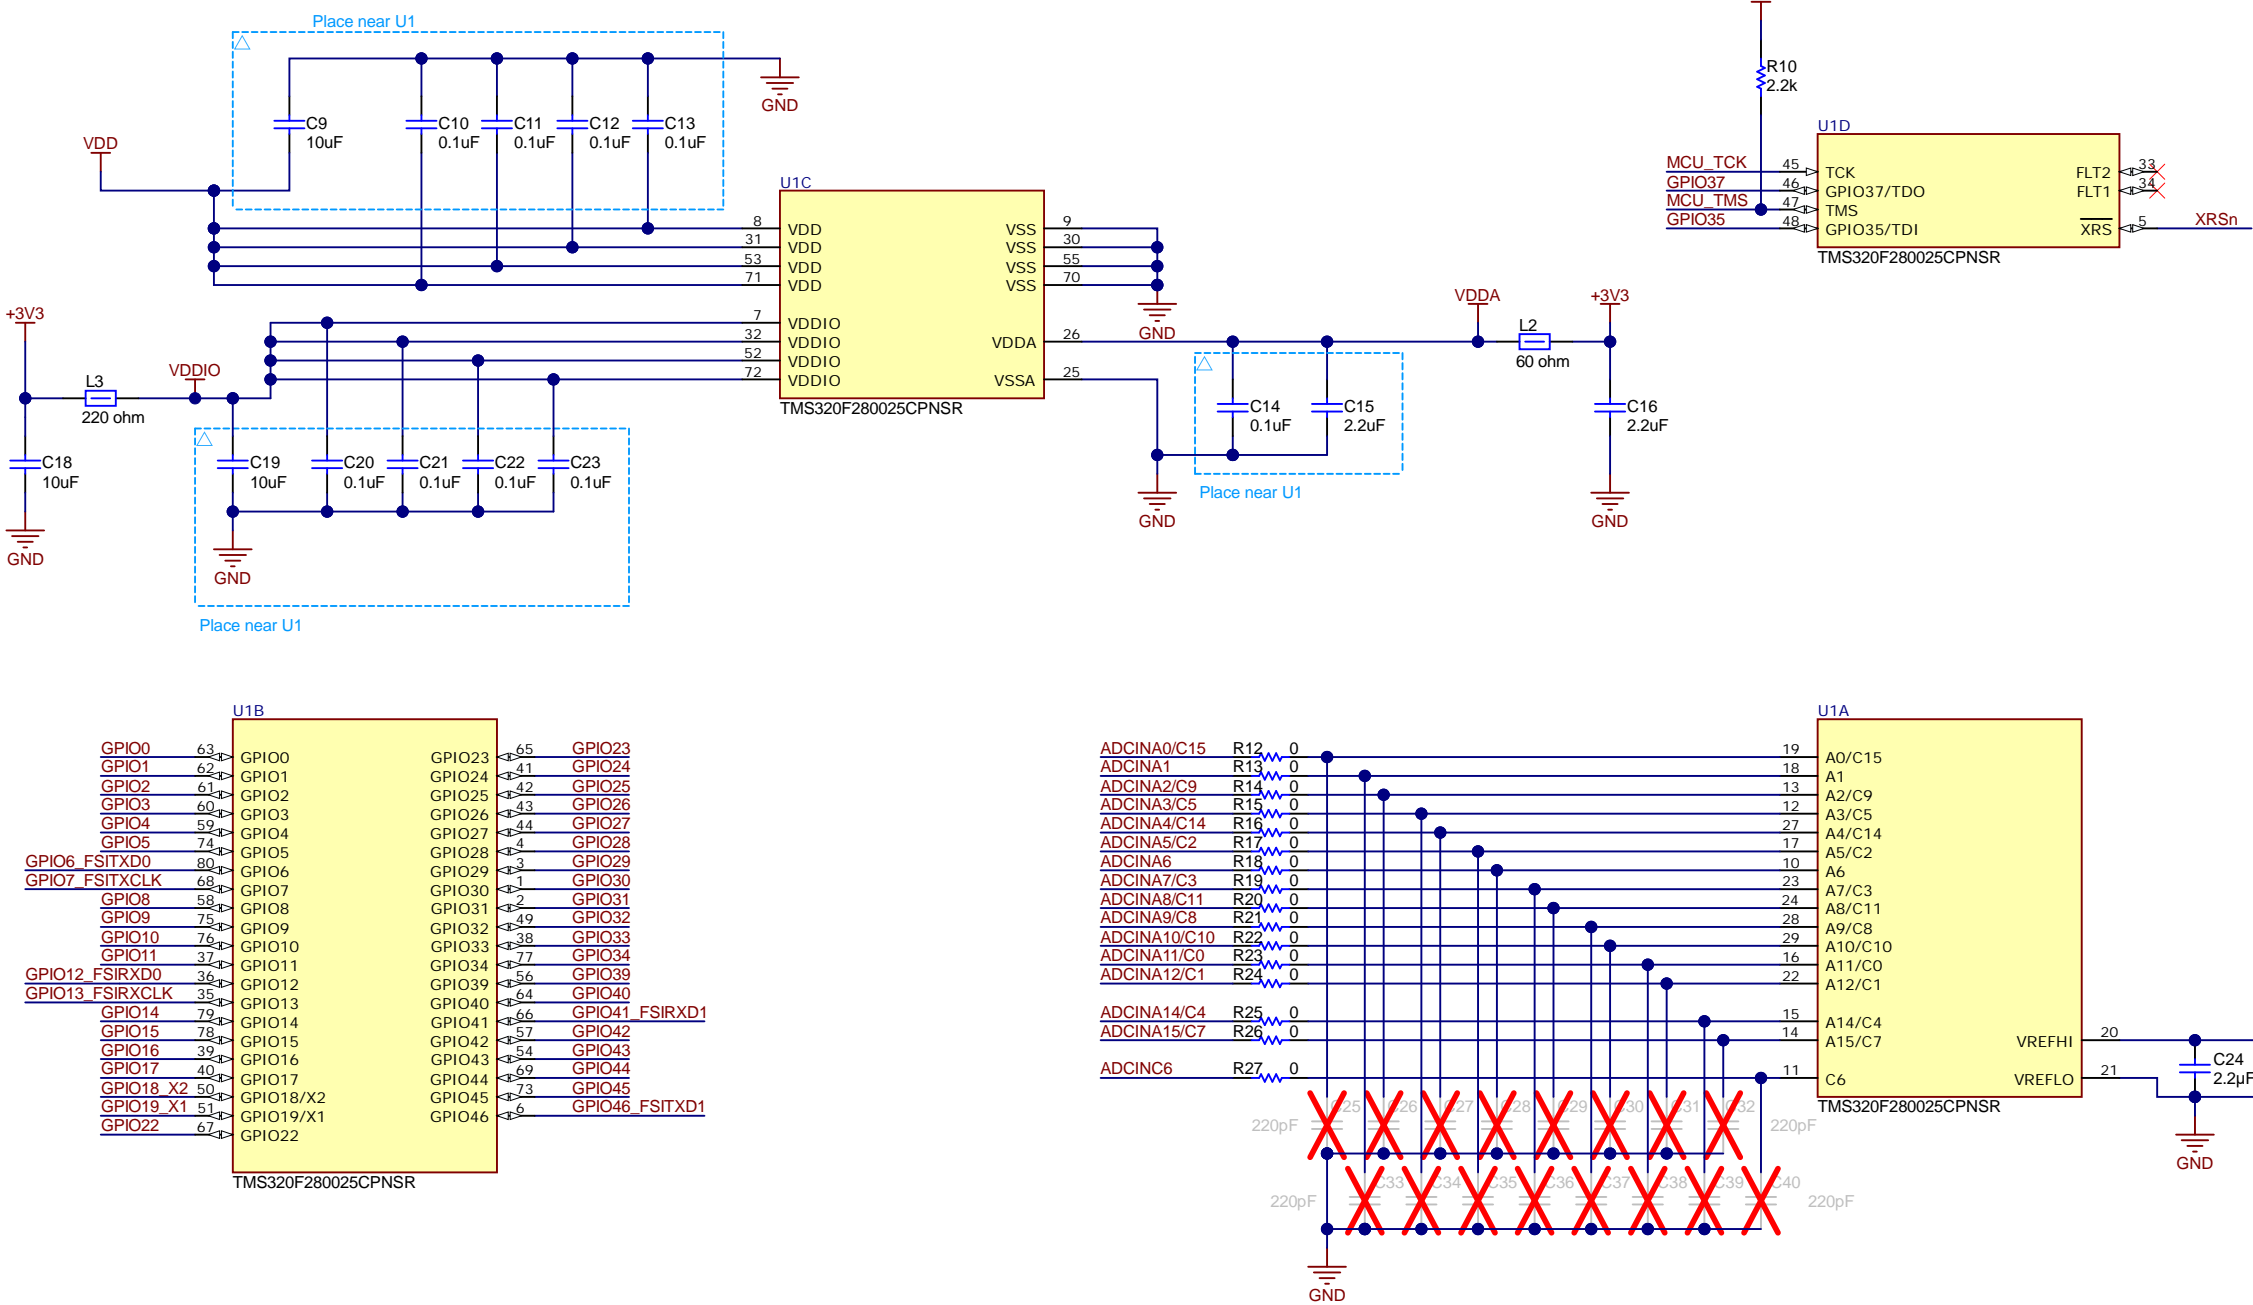 Place near U1
C9
10uF
C10
0.1uF
C11
0.1uF
C12
0.1uF
C13
0.1uF
GND
VDD
U1C
8 VDD
31 VDD
53 VDD
71 VDD
7 VDDIO
32 VDDIO
52 VDDIO
72 VDDIO
VSS 9
VSS 30
VSS 55
VSS 70
VDDA 26
VSSA 25
TMS320F280025CPNSR
GND
+3V3
L3
220 ohm
VDDIO
C18
10uF
GND
C19
10uF
C20
0.1uF
C21
0.1uF
C22
0.1uF
C23
0.1uF
GND
Place near U1
VDDA
L2
60 ohm
+3V3
C14
0.1uF
C15
2.2uF
C16
2.2uF
Place near U1
GND
GND
R10
2.2k
U1D
MCU_TCK 45 TCK
GPIO37 46 GPIO37/TDO
MCU_TMS 47 TMS
GPIO35 48 GPIO35/TDI
FLT2 33
FLT1 34
XRS 5 XRSn
TMS320F280025CPNSR
U1B
GPIO0 63 GPIO0
GPIO1 62 GPIO1
GPIO2 61 GPIO2
GPIO3 60 GPIO3
GPIO4 59 GPIO4
GPIO5 74 GPIO5
GPIO6_FSITXD0 80 GPIO6
GPIO7_FSITXCLK 68 GPIO7
GPIO8 58 GPIO8
GPIO9 75 GPIO9
GPIO10 76 GPIO10
GPIO11 37 GPIO11
GPIO12_FSIRXD0 36 GPIO12
GPIO13_FSIRXCLK 35 GPIO13
GPIO14 79 GPIO14
GPIO15 78 GPIO15
GPIO16 39 GPIO16
GPIO17 40 GPIO17
GPIO18_X2 50 GPIO18/X2
GPIO19_X1 51 GPIO19/X1
GPIO22 67 GPIO22
GPIO23 65 GPIO23
GPIO24 41 GPIO24
GPIO25 42 GPIO25
GPIO26 43 GPIO26
GPIO27 44 GPIO27
GPIO28 4 GPIO28
GPIO29 3 GPIO29
GPIO30 1 GPIO30
GPIO31 2 GPIO31
GPIO32 49 GPIO32
GPIO33 38 GPIO33
GPIO34 77 GPIO34
GPIO39 56 GPIO39
GPIO40 64 GPIO40
GPIO41 66 GPIO41_FSIRXD1
GPIO42 57 GPIO42
GPIO43 54 GPIO43
GPIO44 69 GPIO44
GPIO45 73 GPIO45
GPIO46 6 GPIO46_FSITXD1
TMS320F280025CPNSR
U1A
ADCINA0/C15 R12 0 19 A0/C15
ADCINA1 R13 0 18 A1
ADCINA2/C9 R14 0 13 A2/C9
ADCINA3/C5 R15 0 12 A3/C5
ADCINA4/C14 R16 0 27 A4/C14
ADCINA5/C2 R17 0 17 A5/C2
ADCINA6 R18 0 10 A6
ADCINA7/C3 R19 0 23 A7/C3
ADCINA8/C11 R20 0 24 A8/C11
ADCINA9/C8 R21 0 28 A9/C8
ADCINA10/C10 R22 0 29 A10/C10
ADCINA11/C0 R23 0 16 A11/C0
ADCINA12/C1 R24 0 22 A12/C1
ADCINA14/C4 R25 0 15 A14/C4
ADCINA15/C7 R26 0 14 A15/C7
ADCINC6 R27 0 11 C6
VREFHI 20
VREFLO 21
C24
2.2µF
TMS320F280025CPNSR
GND
C25 C26 C27 C28 C29 C30 C31 C32
220pF 220pF
C33 C34 C35 C36 C37 C38 C39 C40
220pF 220pF
GND